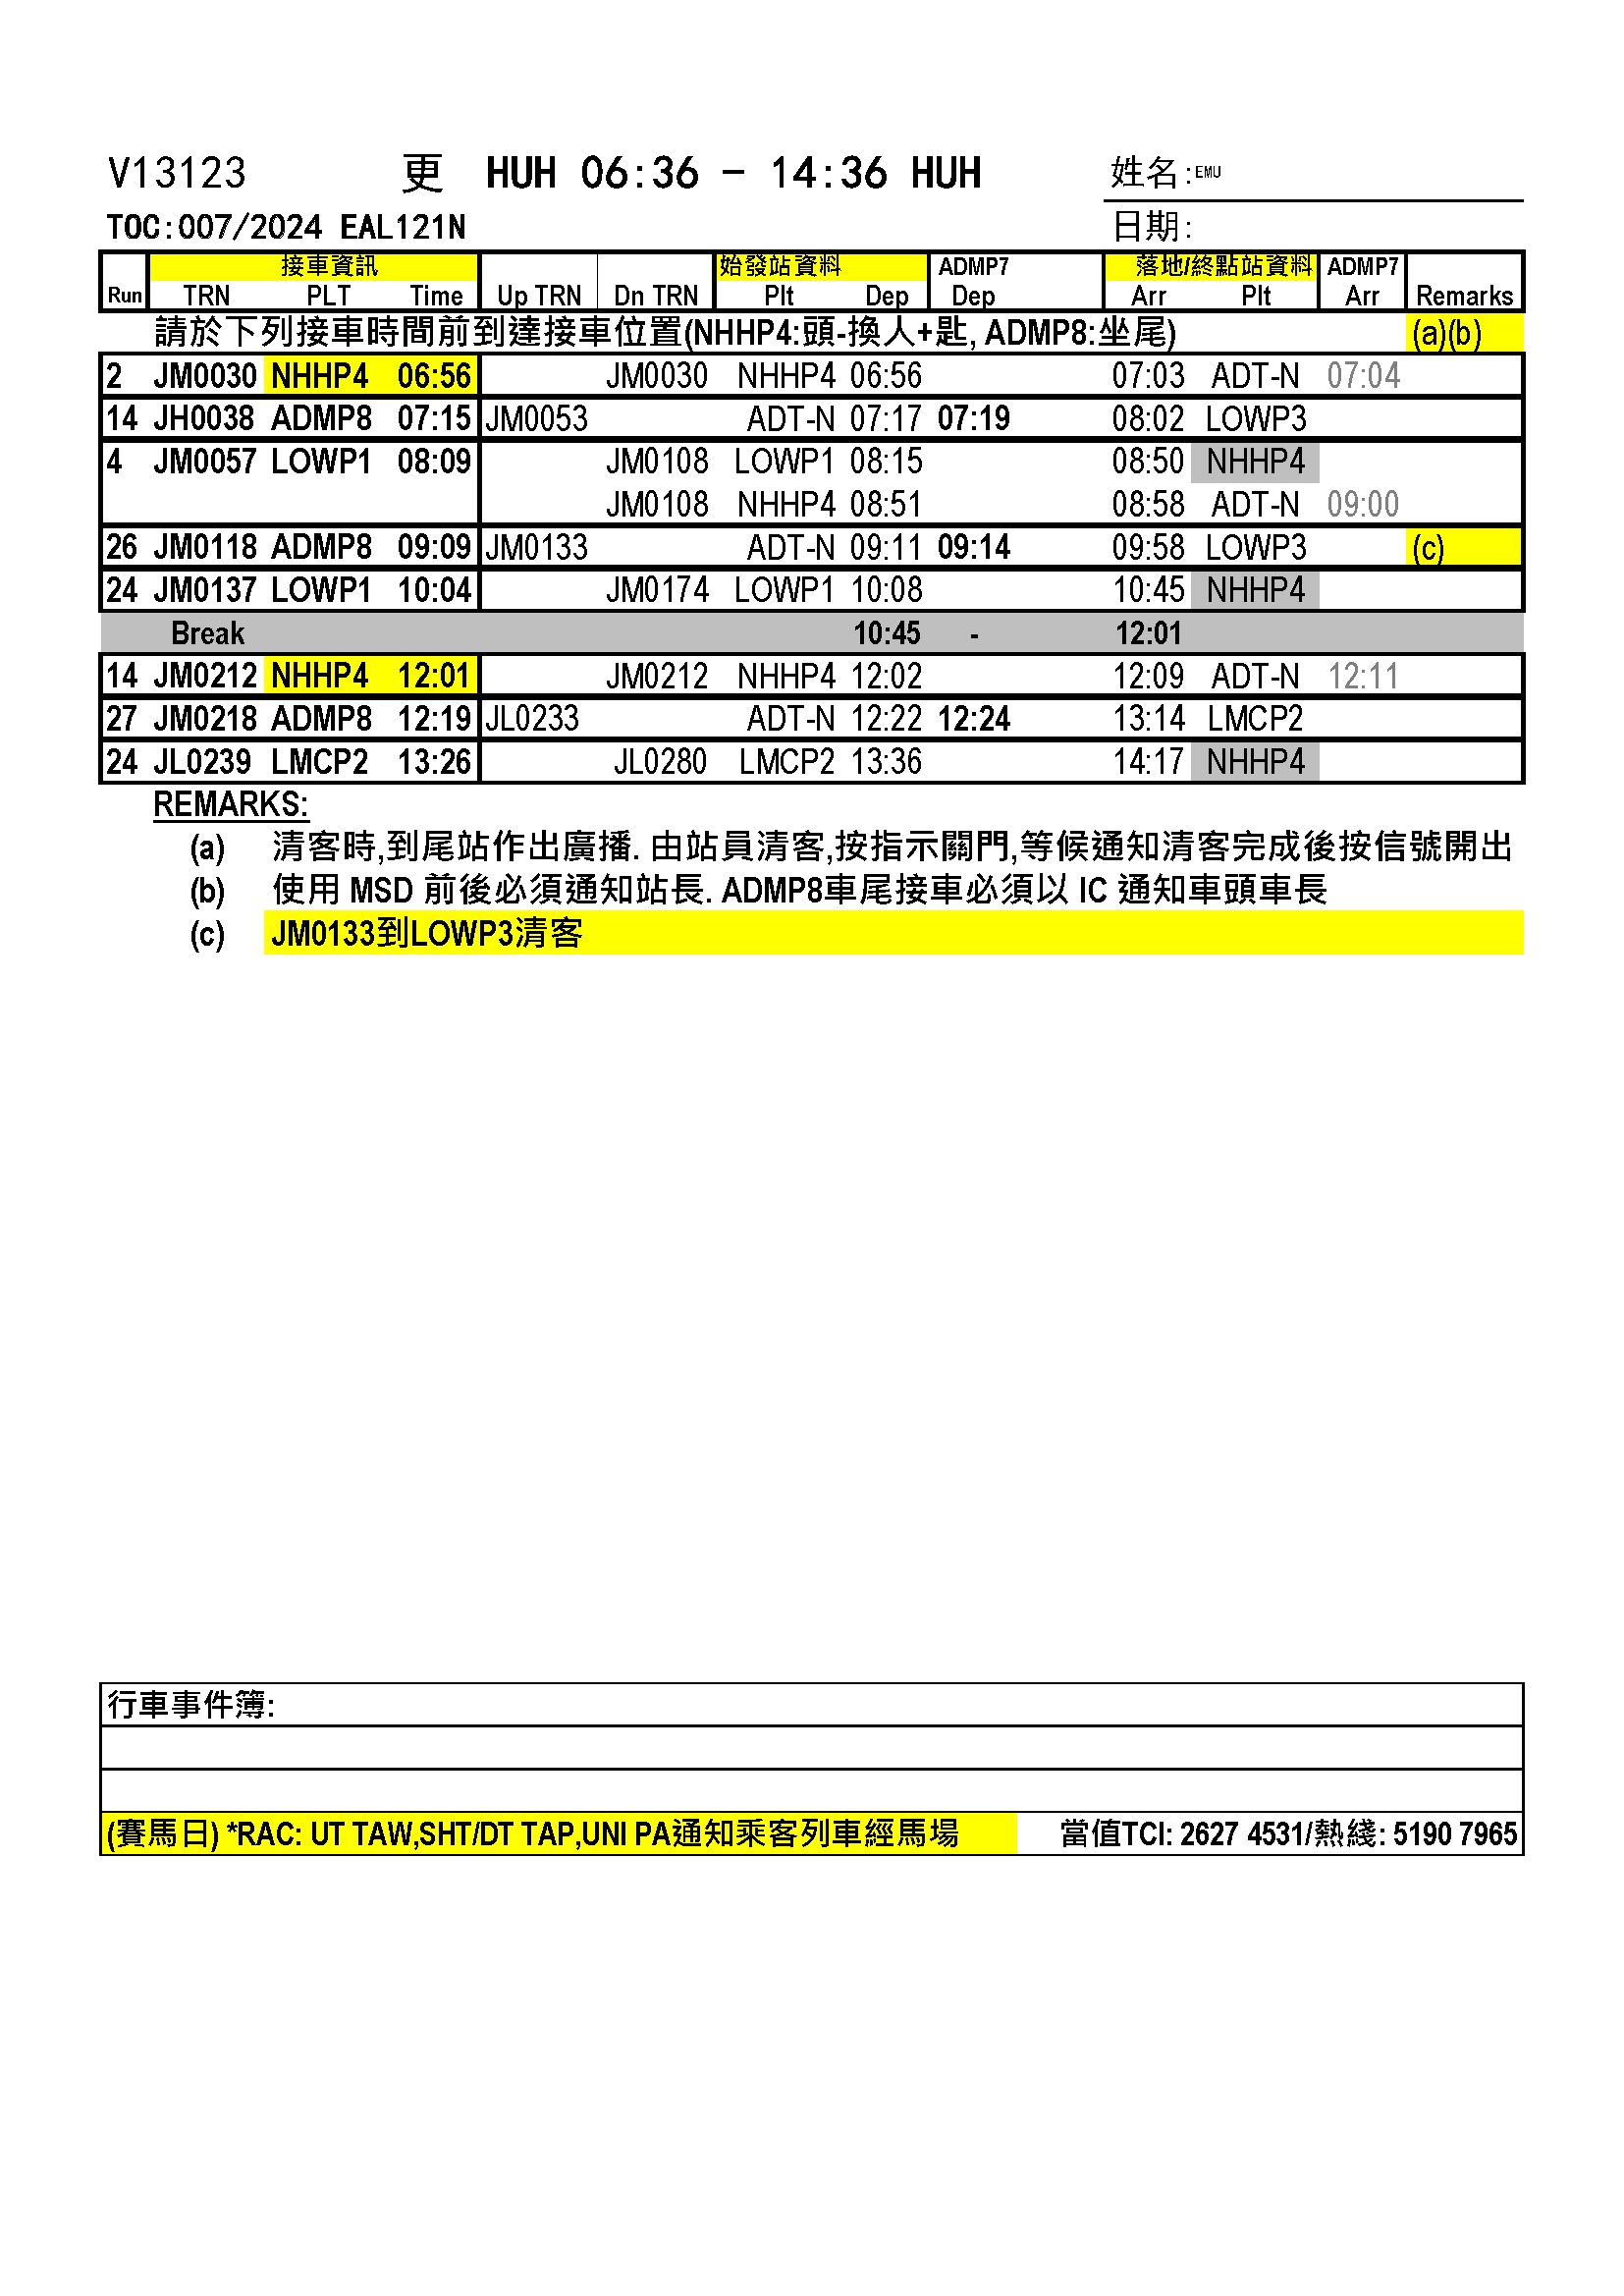 V13123 更 HUH 06:36 - 14:36 HUH 姓名:EMU
TOC:007/2024 EAL121N 日期:
接車資訊 始發站資料 ADMP7 落地/終點站資料 ADMP7
Run TRN PLT Time Up TRN Dn TRN Plt Dep Dep Arr Plt Arr Remarks
請於下列接車時間前到達接車位置(NHHP4:頭-換人+匙, ADMP8:坐尾) (a)(b)
2 JM0030 NHHP4 06:56 JM0030 NHHP4 06:56 07:03 ADT-N 07:04
14 JH0038 ADMP8 07:15 JM0053 ADT-N 07:17 07:19 08:02 LOWP3
4 JM0057 LOWP1 08:09 JM0108 LOWP1 08:15 08:50 NHHP4
JM0108 NHHP4 08:51 08:58 ADT-N 09:00
26 JM0118 ADMP8 09:09 JM0133 ADT-N 09:11 09:14 09:58 LOWP3 (c)
24 JM0137 LOWP1 10:04 JM0174 LOWP1 10:08 10:45 NHHP4
Break 10:45 - 12:01
14 JM0212 NHHP4 12:01 JM0212 NHHP4 12:02 12:09 ADT-N 12:11
27 JM0218 ADMP8 12:19 JL0233 ADT-N 12:22 12:24 13:14 LMCP2
24 JL0239 LMCP2 13:26 JL0280 LMCP2 13:36 14:17 NHHP4
REMARKS:
(a) 清客時,到尾站作出廣播. 由站員清客,按指示關門,等候通知清客完成後按信號開出
(b) 使用 MSD 前後必須通知站長. ADMP8車尾接車必須以 IC 通知車頭車長
(c) JM0133到LOWP3清客
行車事件簿:
(賽馬日) *RAC: UT TAW,SHT/DT TAP,UNI PA通知乘客列車經馬場 當值TCI: 2627 4531/熱綫: 5190 7965